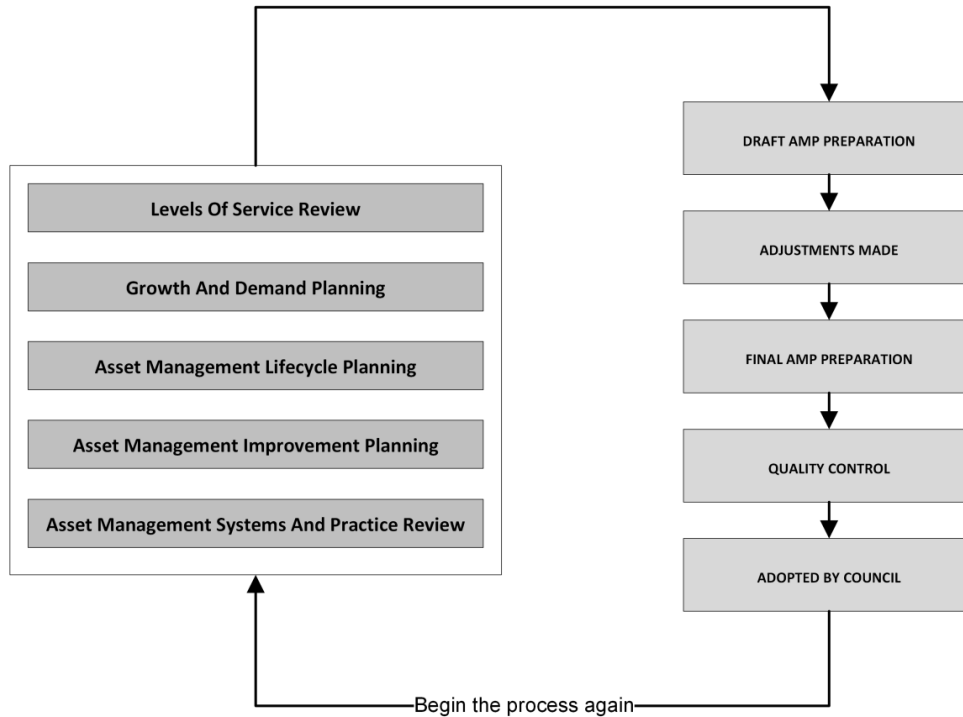 Levels Of Service Review
Growth And Demand Planning
Asset Management Lifecycle Planning
Asset Management Improvement Planning
Asset Management Systems And Practice Review
DRAFT AMP PREPARATION
ADJUSTMENTS MADE
FINAL AMP PREPARATION
QUALITY CONTROL
ADOPTED BY COUNCIL
Begin the process again